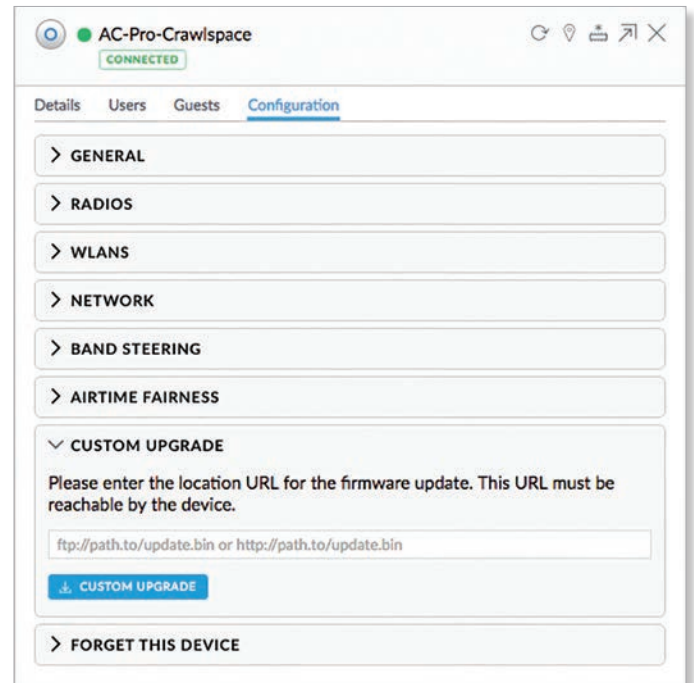 AC-Pro-Crawlspace
CONNECTED
Details Users Guests Configuration
GENERAL
RADIOS
WLANS
NETWORK
BAND STEERING
AIRTIME FAIRNESS
CUSTOM UPGRADE
Please enter the location URL for the firmware update. This URL must be
reachable by the device.
ftp://path.to/update.bin or http://path.to/update.bin
CUSTOM UPGRADE
FORGET THIS DEVICE